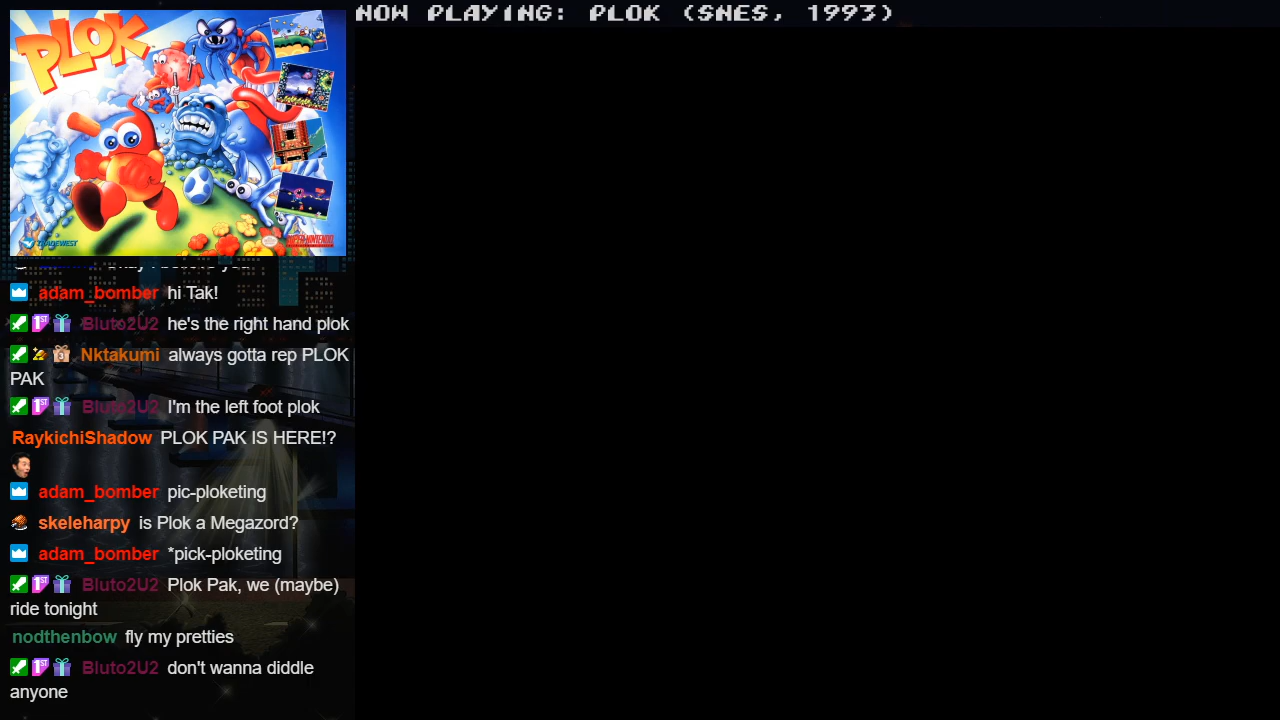 NOW PLAYING: PLOK (SNES, 1993)
PLOK
TRADEWEST
SUPER NINTENDO
adam_bomber hi Tak!
Bluto2U2 he's the right hand plok
Nktakumi always gotta rep PLOK
PAK
Bluto2U2 I'm the left foot plok
RaykichiShadow PLOK PAK IS HERE!?
adam_bomber pic-ploketing
skeleharpy is Plok a Megazord?
adam_bomber *pick-ploketing
Bluto2U2 Plok Pak, we (maybe)
ride tonight
nodthenbow fly my pretties
Bluto2U2 don't wanna diddle
anyone